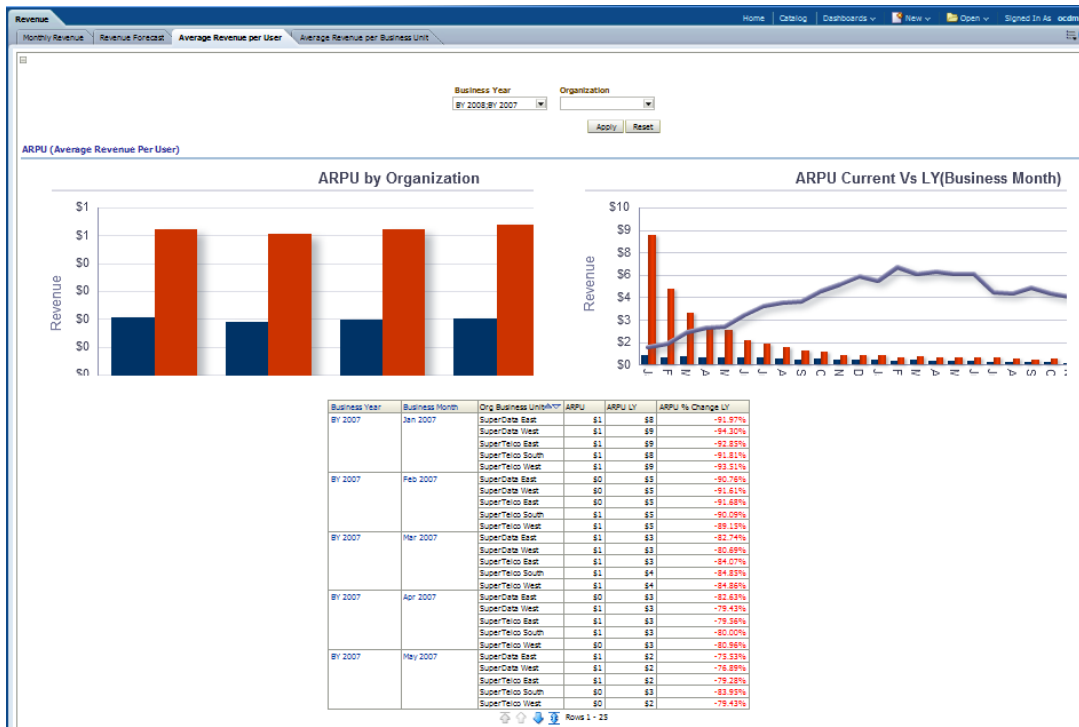 Revenue
Home Catalog Dashboards New Open Signed In As ocdm
Monthly Revenue Revenue Forecast Average Revenue per User Average Revenue per Business Unit
Business Year Organization
BY 2008;BY 2007
Apply Reset
ARPU (Average Revenue Per User)
ARPU by Organization
$1
$1
$0
$0
$0
$0
$0
Revenue
ARPU Current Vs LY(Business Month)
$10
$9
$8
$6
$4
$3
$2
$0
Revenue
J F M A M J J A S O N D J F M A M J J A S O
Business Year Business Month Org Business Unit ARPU ARPU LY ARPU % Change LY
BY 2007 Jan 2007 SuperData East $1 $8 -91.97%
SuperData West $1 $9 -94.30%
SuperTelco East $1 $9 -92.85%
SuperTelco South $1 $8 -91.81%
SuperTelco West $1 $9 -93.51%
BY 2007 Feb 2007 SuperData East $0 $5 -90.76%
SuperData West $0 $5 -91.61%
SuperTelco East $0 $5 -91.68%
SuperTelco South $1 $5 -90.09%
SuperTelco West $1 $5 -89.15%
BY 2007 Mar 2007 SuperData East $1 $3 -82.74%
SuperData West $1 $3 -80.69%
SuperTelco East $1 $3 -84.07%
SuperTelco South $1 $4 -84.85%
SuperTelco West $1 $4 -84.86%
BY 2007 Apr 2007 SuperData East $0 $3 -82.63%
SuperData West $1 $3 -79.43%
SuperTelco East $1 $3 -79.36%
SuperTelco South $1 $3 -80.00%
SuperTelco West $0 $3 -80.96%
BY 2007 May 2007 SuperData East $1 $2 -75.53%
SuperData West $1 $2 -76.89%
SuperTelco East $1 $2 -79.28%
SuperTelco South $0 $3 -83.95%
SuperTelco West $0 $2 -79.43%
Rows 1 - 25